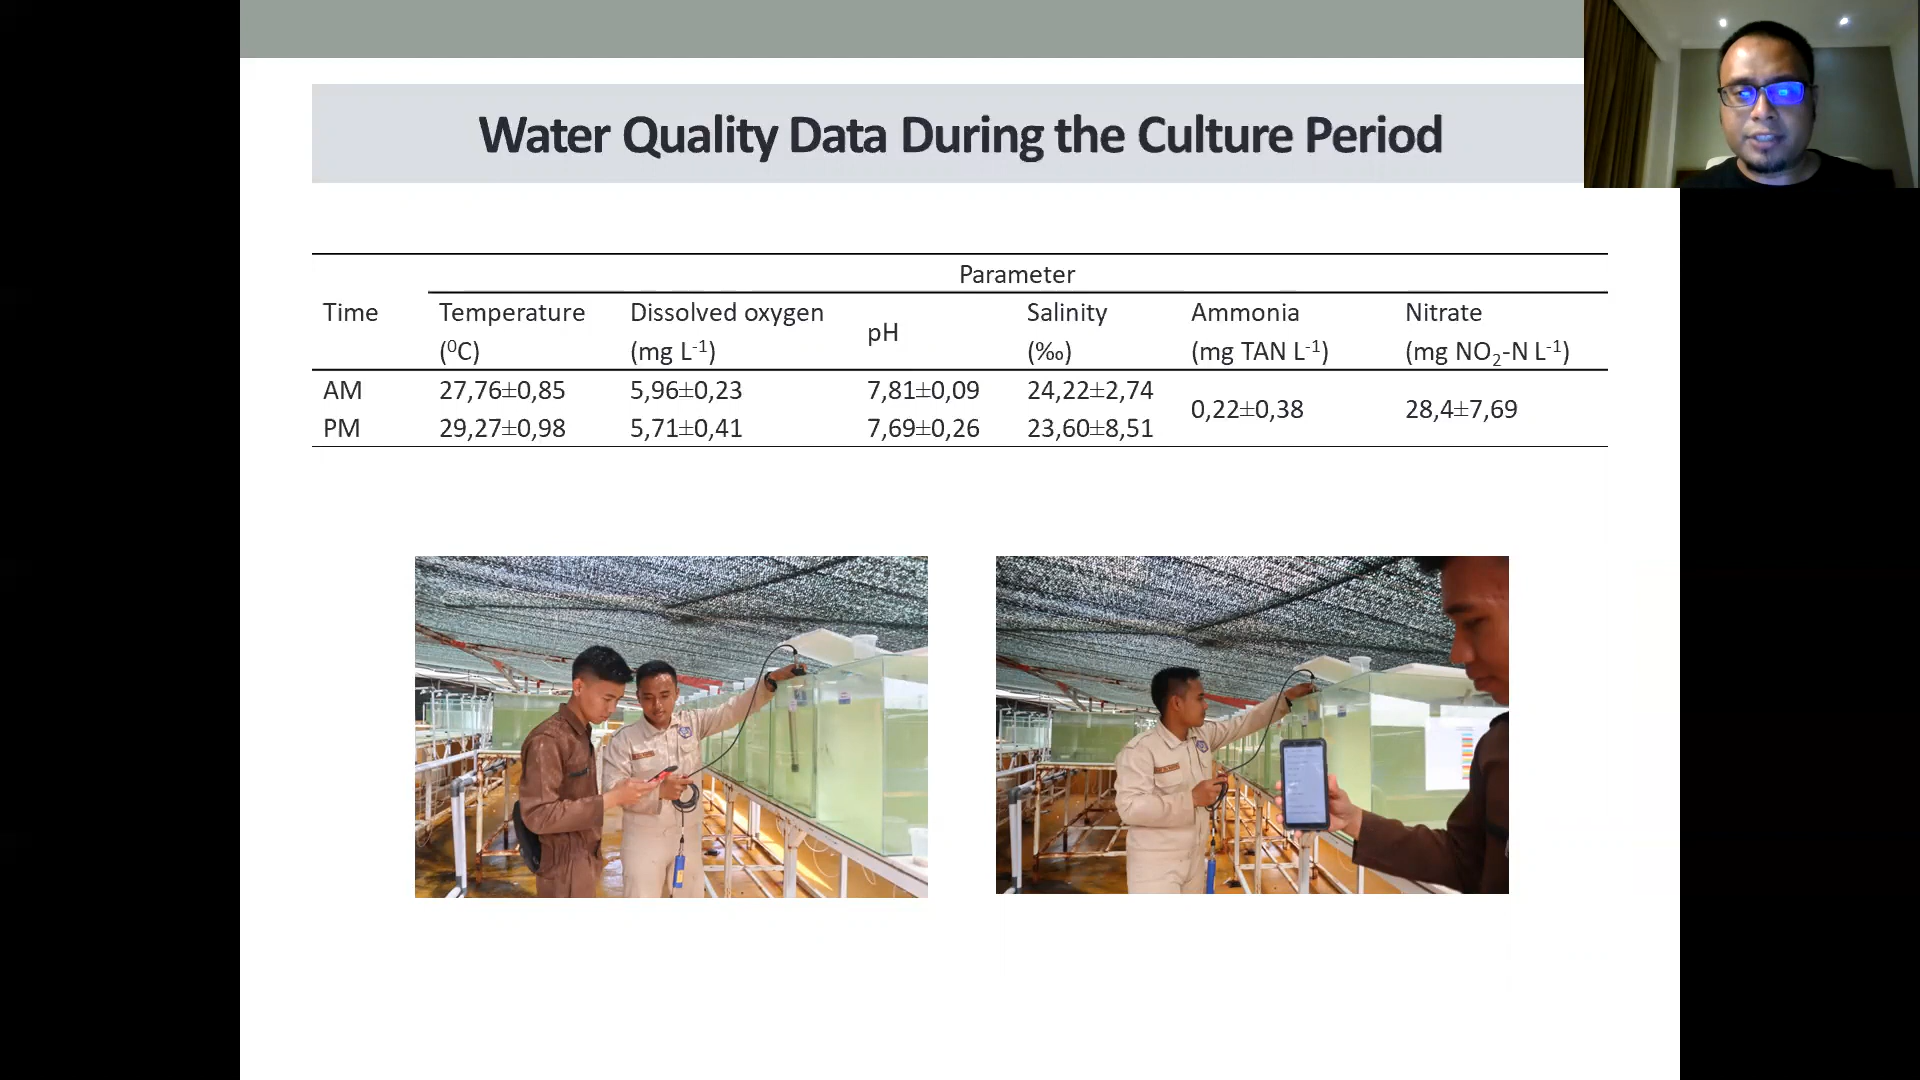 Water Quality Data During the Culture Period
Parameter
Time Temperature (⁰C) Dissolved oxygen (mg L⁻¹) pH Salinity (‰) Ammonia (mg TAN L⁻¹) Nitrate (mg NO₂-N L⁻¹)
AM 27,76±0,85 5,96±0,23 7,81±0,09 24,22±2,74 0,22±0,38 28,4±7,69
PM 29,27±0,98 5,71±0,41 7,69±0,26 23,60±8,51